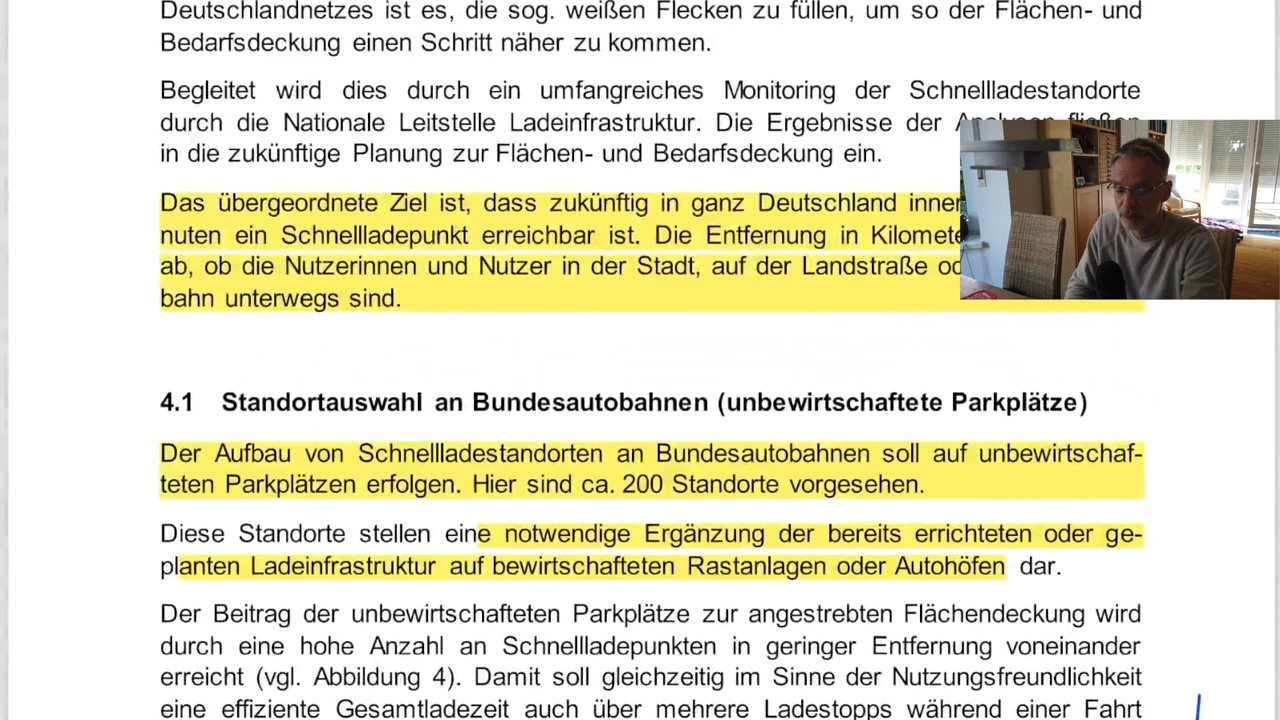 Deutschlandnetzes ist es, die sog. weißen Flecken zu füllen, um so der Flächen- und
Bedarfsdeckung einen Schritt näher zu kommen.
Begleitet wird dies durch ein umfangreiches Monitoring der Schnellladestandorte
durch die Nationale Leitstelle Ladeinfrastruktur. Die Ergebnisse der Analysen fließen
in die zukünftige Planung zur Flächen- und Bedarfsdeckung ein.
Das übergeordnete Ziel ist, dass zukünftig in ganz Deutschland inner
nuten ein Schnellladepunkt erreichbar ist. Die Entfernung in Kilomete
ab, ob die Nutzerinnen und Nutzer in der Stadt, auf der Landstraße od
bahn unterwegs sind.
4.1 Standortauswahl an Bundesautobahnen (unbewirtschaftete Parkplätze)
Der Aufbau von Schnellladestandorten an Bundesautobahnen soll auf unbewirtschaf-
teten Parkplätzen erfolgen. Hier sind ca. 200 Standorte vorgesehen.
Diese Standorte stellen eine notwendige Ergänzung der bereits errichteten oder ge-
planten Ladeinfrastruktur auf bewirtschafteten Rastanlagen oder Autohöfen dar.
Der Beitrag der unbewirtschafteten Parkplätze zur angestrebten Flächendeckung wird
durch eine hohe Anzahl an Schnellladepunkten in geringer Entfernung voneinander
erreicht (vgl. Abbildung 4). Damit soll gleichzeitig im Sinne der Nutzungsfreundlichkeit
eine effiziente Gesamtladezeit auch über mehrere Ladestopps während einer Fahrt